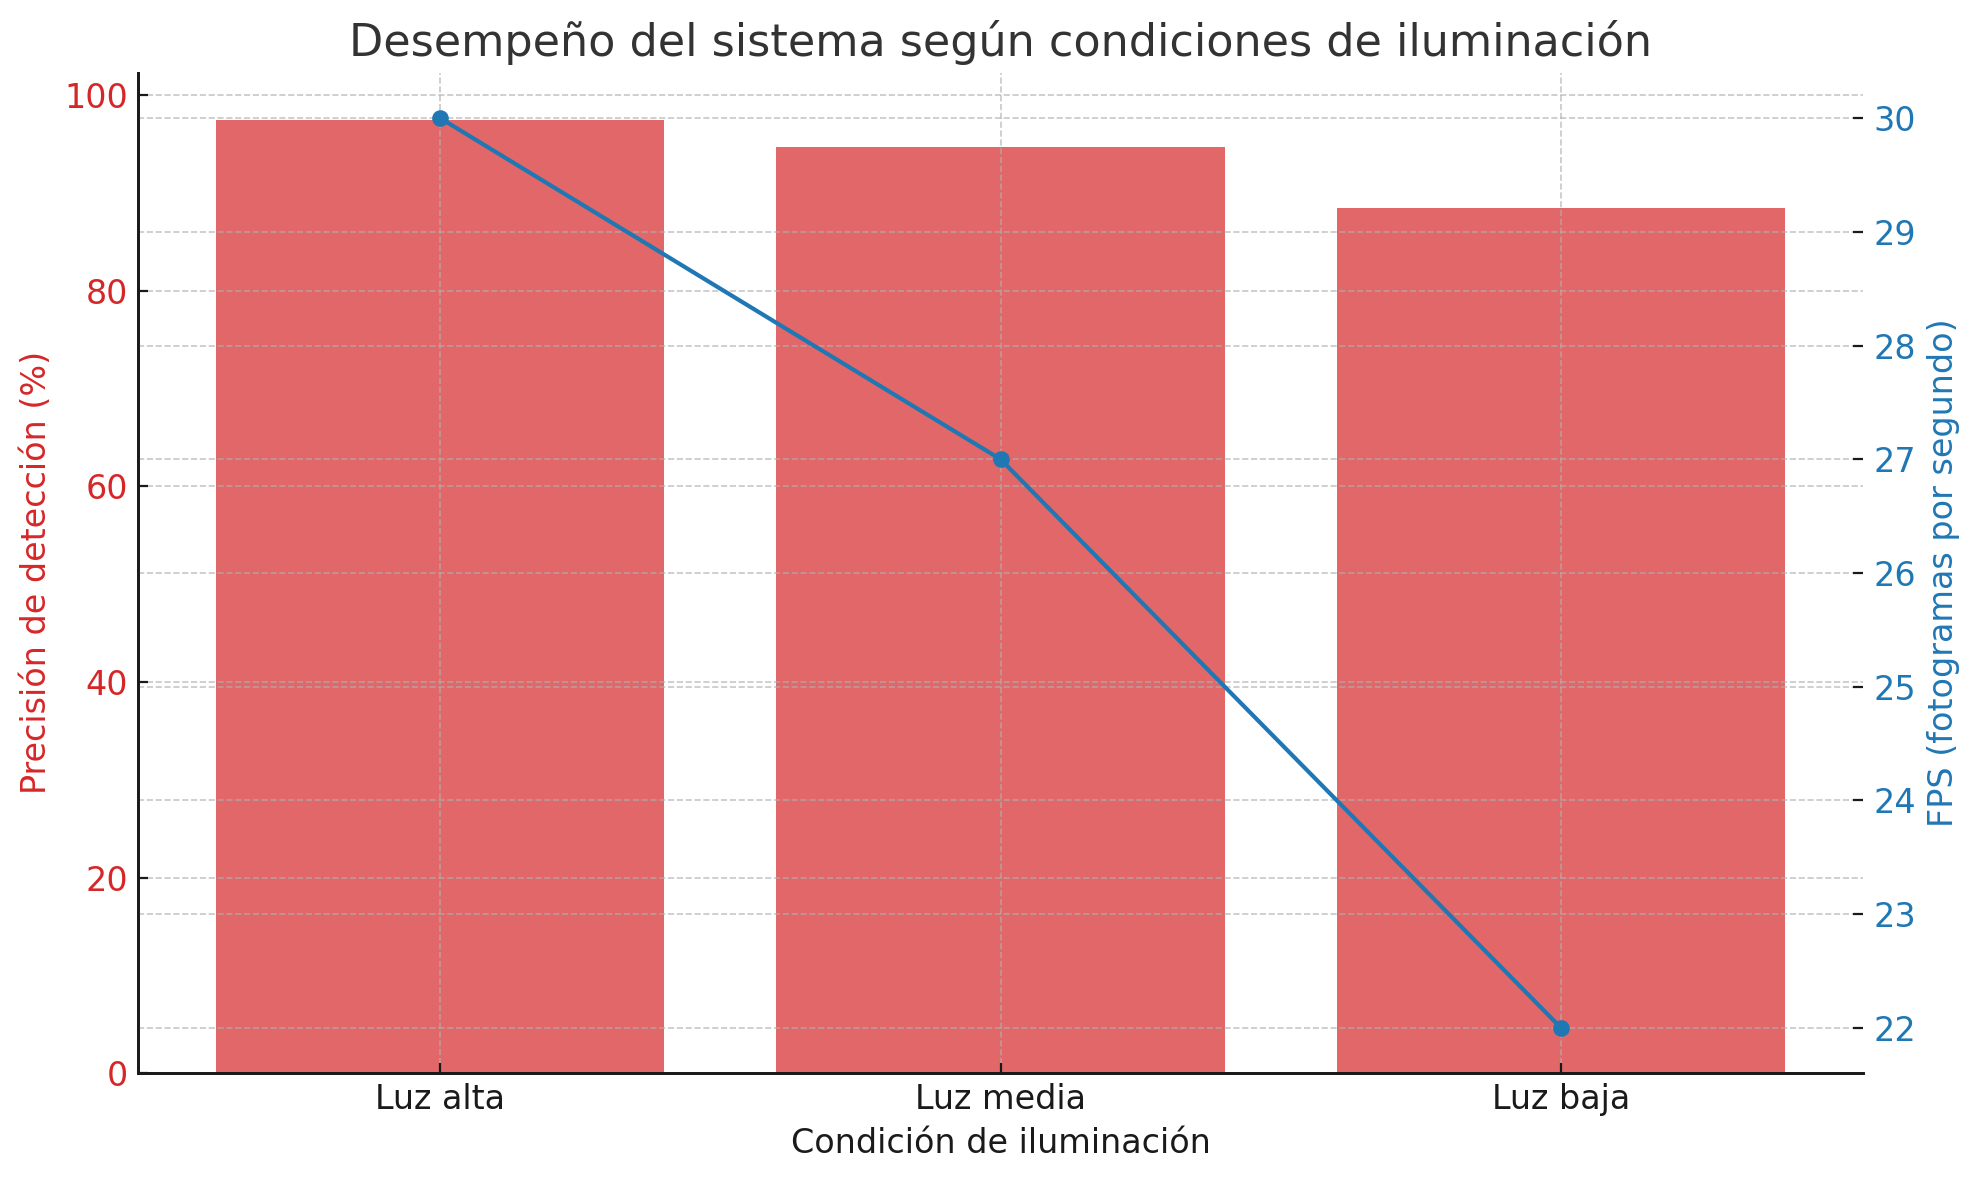 Desempeño del sistema según condiciones de iluminación
Precisión de detección (%)
100
80
60
40
20
0
FPS (fotogramas por segundo)
30
29
28
27
26
25
24
23
22
Luz alta
Luz media
Luz baja
Condición de iluminación